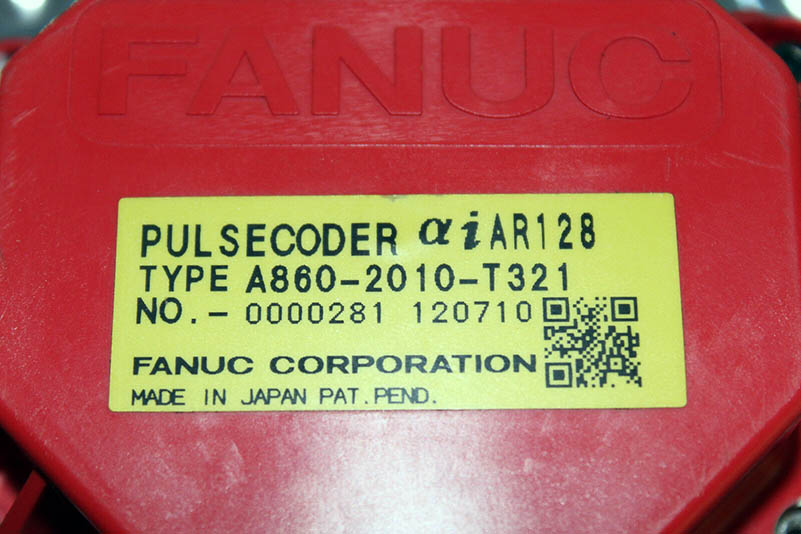 FANUC
PULSECODER αiAR128
TYPE A860-2010-T321
NO.- 0000281 120710
FANUC CORPORATION
MADE IN JAPAN PAT.PEND.